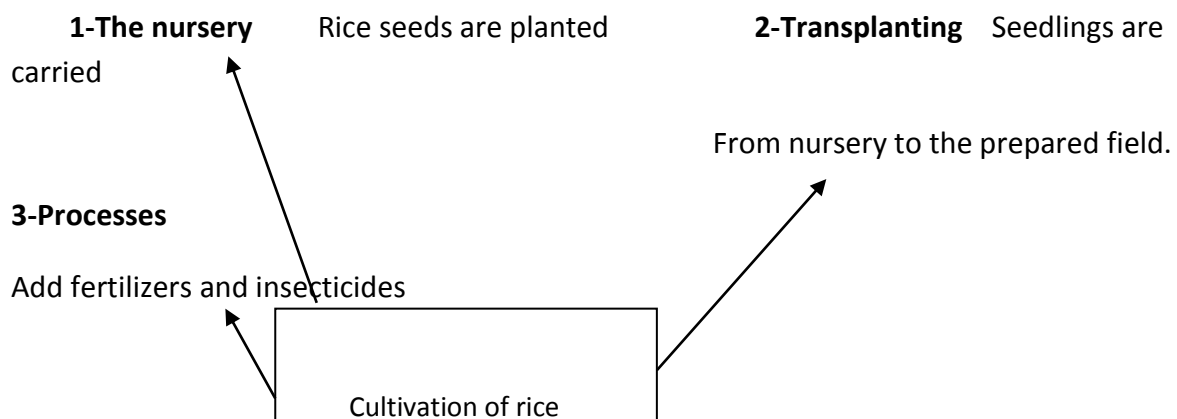 1-The nursery Rice seeds are planted 2-Transplanting Seedlings are
carried
From nursery to the prepared field.
3-Processes
Add fertilizers and insecticides
Cultivation of rice